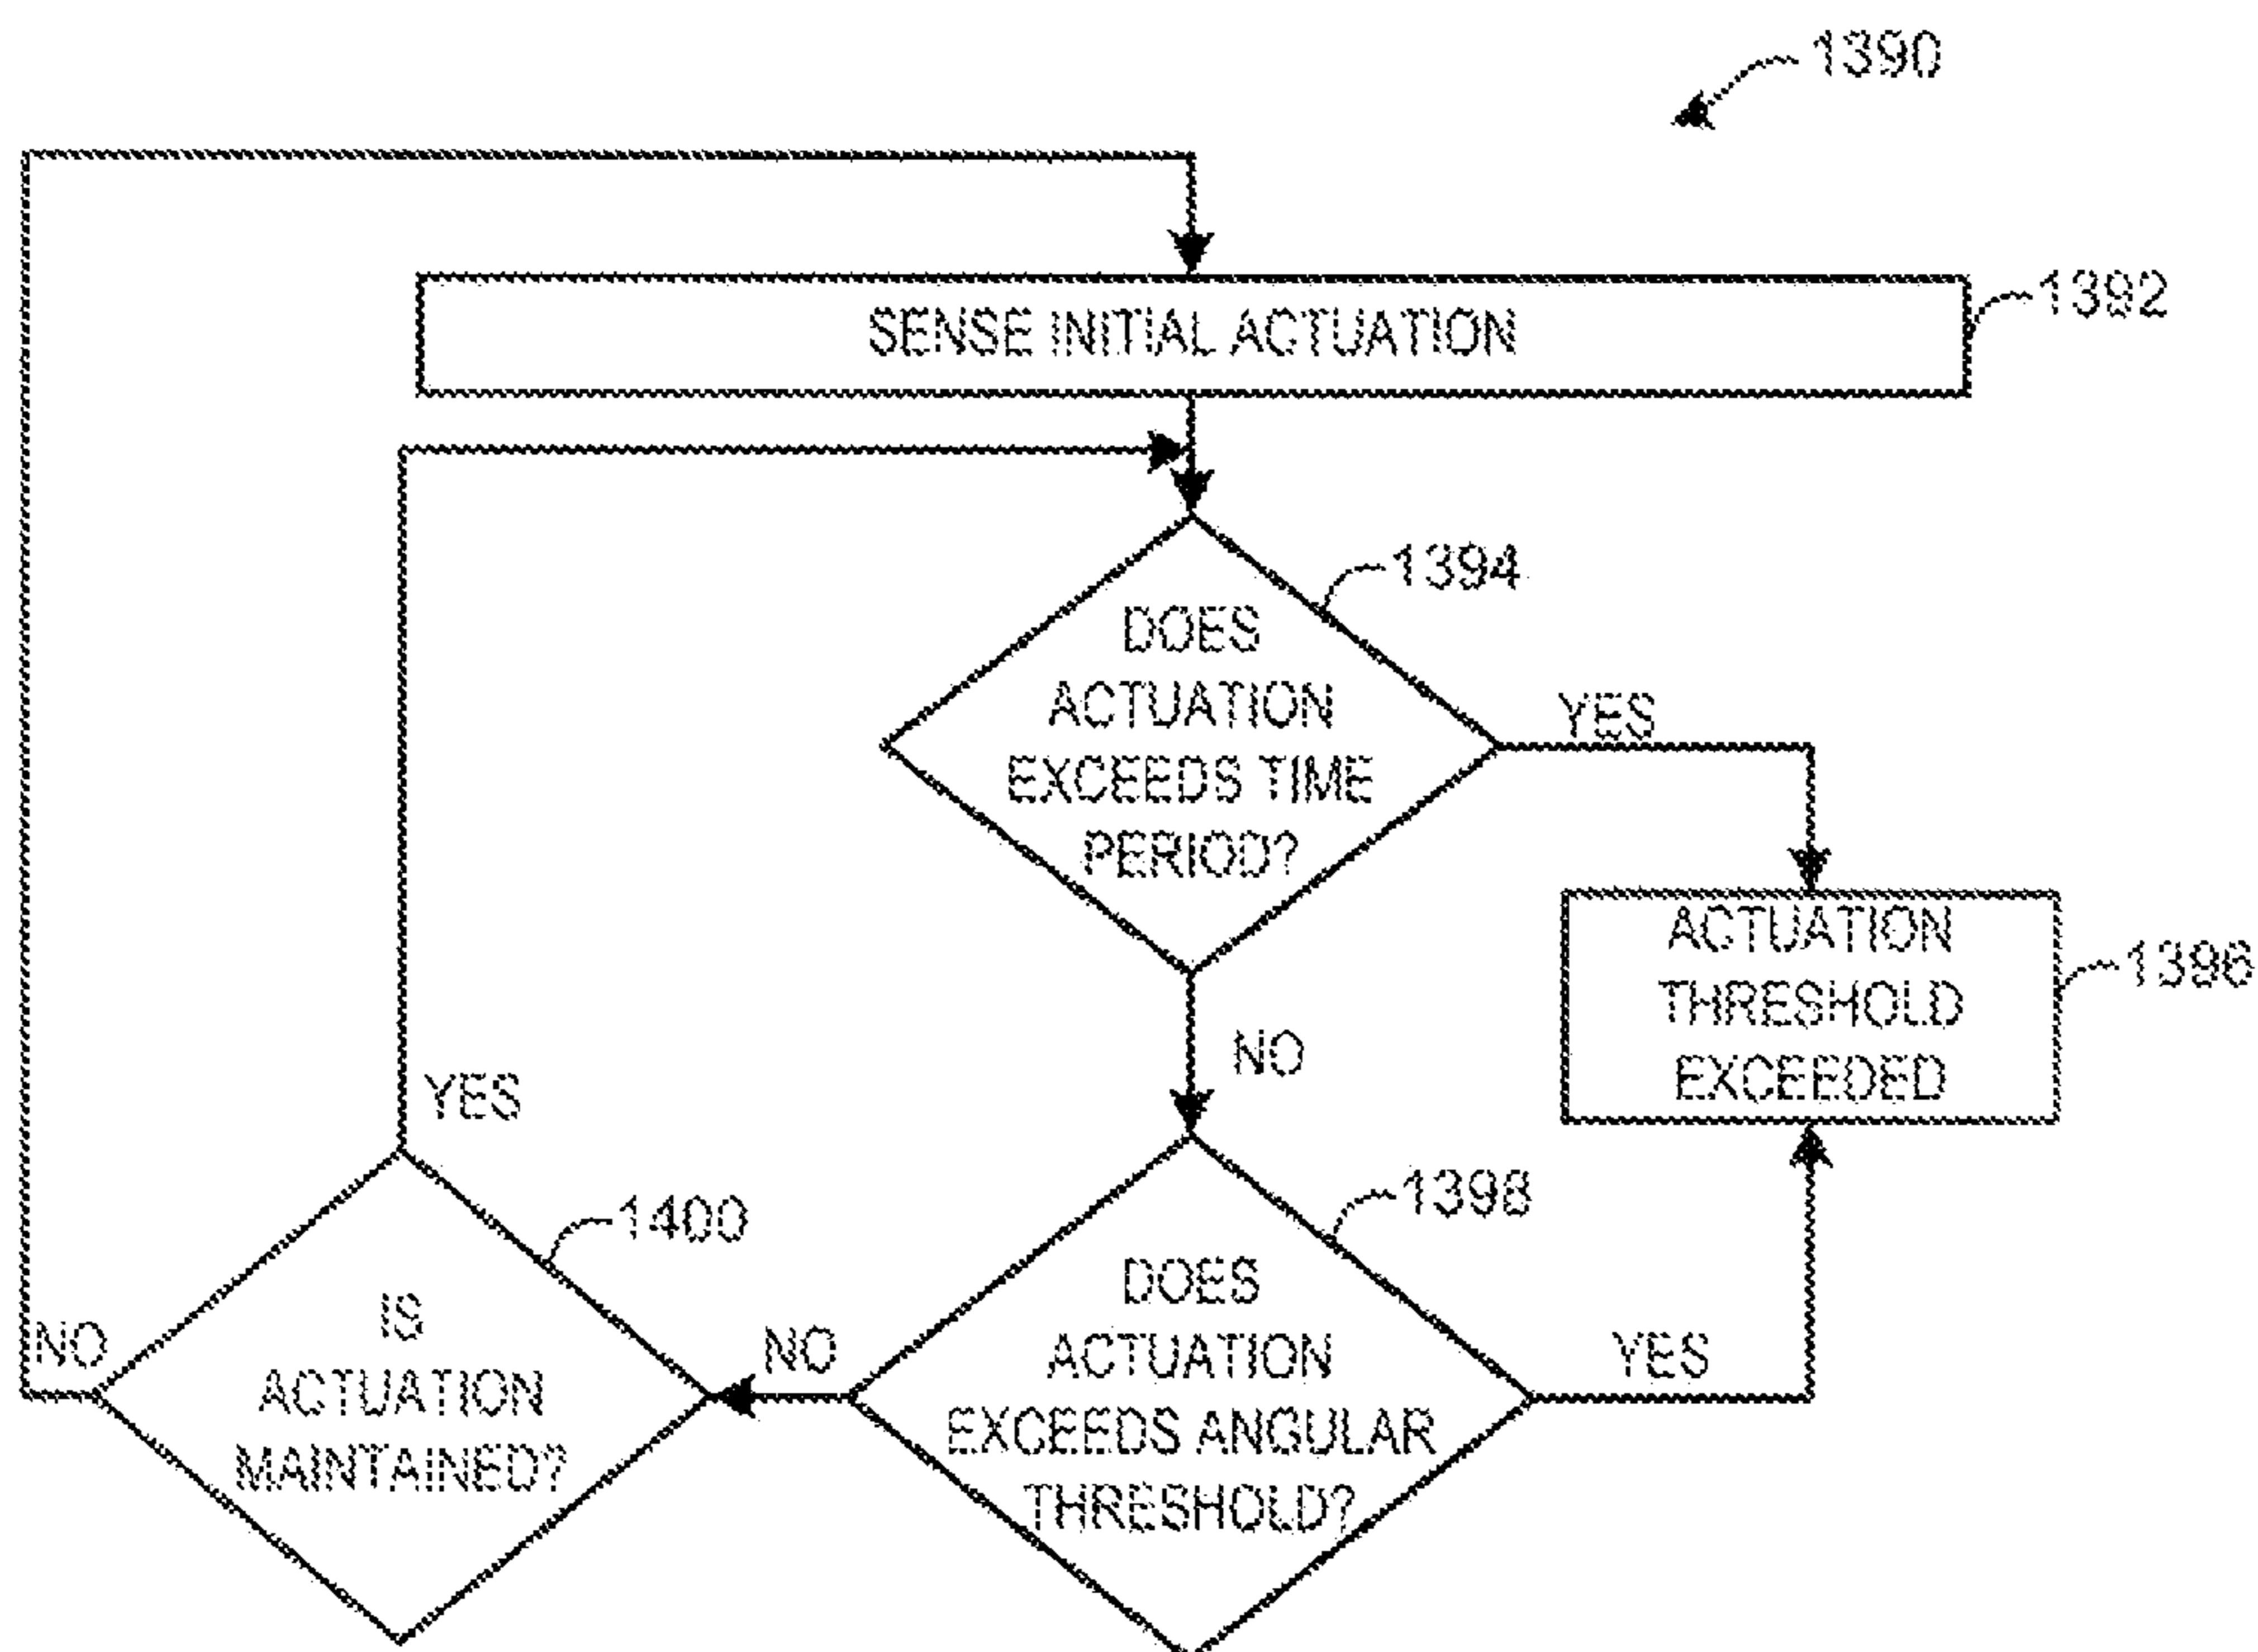 1390
SENSE INITIAL ACTUATION
1392
DOES
ACTUATION
EXCEEDS TIME
PERIOD?
1394
YES
ACTUATION
THRESHOLD
EXCEEDED
1396
NO
DOES
ACTUATION
EXCEEDS ANGULAR
THRESHOLD?
1398
YES
NO
IS
ACTUATION
MAINTAINED?
1400
YES
NO